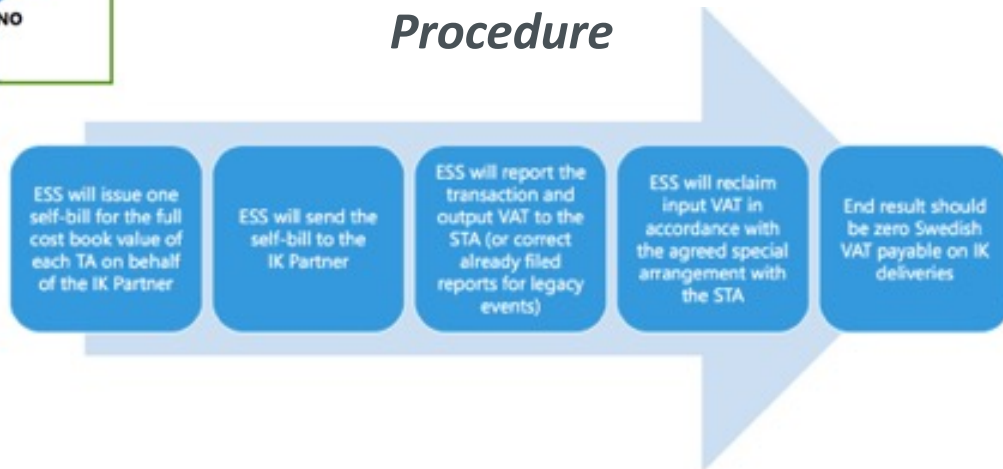 NO
Procedure
ESS will issue one
self-bill for the full
cost book value of
each TA on behalf
of the IK Partner
ESS will send the
self-bill to the
IK Partner
ESS will report the
transaction and
output VAT to the
STA (or correct
already filed
reports for legacy
events)
ESS will reclaim
input VAT in
accordance with
the agreed special
arrangement with
the STA
End result should
be zero Swedish
VAT payable on IK
deliveries